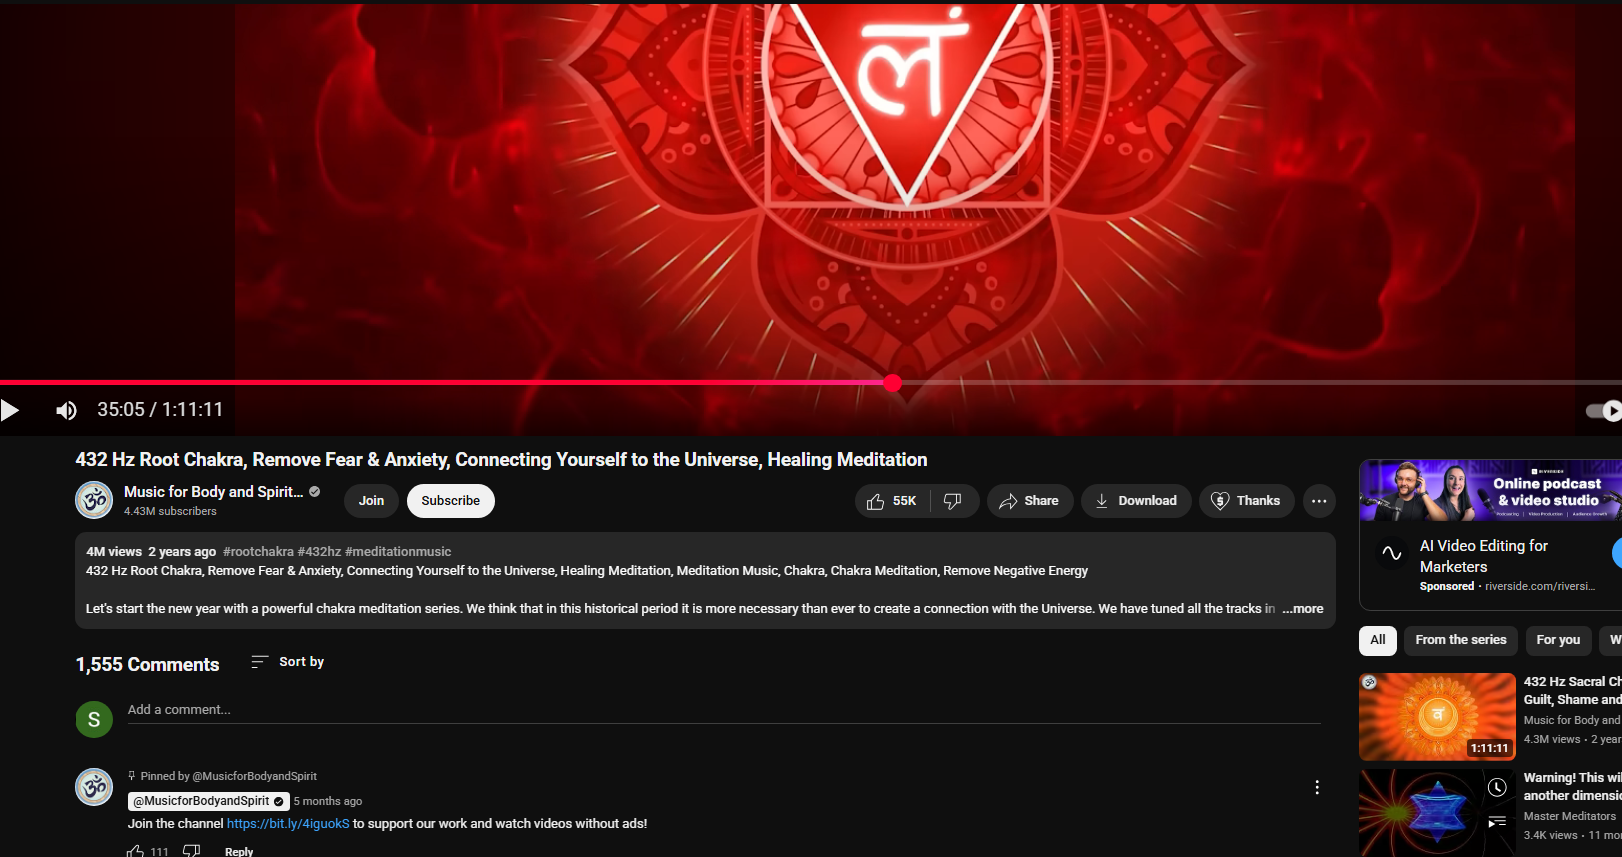 लं
35:05 / 1:11:11
432 Hz Root Chakra, Remove Fear & Anxiety, Connecting Yourself to the Universe, Healing Meditation
Music for Body and Spirit...
4.43M subscribers
Join
Subscribe
55K
Share
Download
Thanks
4M views 2 years ago #rootchakra #432hz #meditationmusic
432 Hz Root Chakra, Remove Fear & Anxiety, Connecting Yourself to the Universe, Healing Meditation, Meditation Music, Chakra, Chakra Meditation, Remove Negative Energy
Let's start the new year with a powerful chakra meditation series. We think that in this historical period it is more necessary than ever to create a connection with the Universe. We have tuned all the tracks in ...more
1,555 Comments
Sort by
S
Add a comment...
Pinned by @MusicforBodyandSpirit
@MusicforBodyandSpirit 5 months ago
Join the channel https://bit.ly/4iguokS to support our work and watch videos without ads!
111
Reply
RIVERSIDE
Online podcast
& video studio
Podcasting | Video Production | Audience Growth
AI Video Editing for
Marketers
Sponsored · riverside.com/riversi...
All
From the series
For you
W
ॐ
वं
1:11:11
432 Hz Sacral Ch
Guilt, Shame and
Music for Body and
4.3M views · 2 year
Warning! This wil
another dimensio
Master Meditators
3.4K views · 11 mo